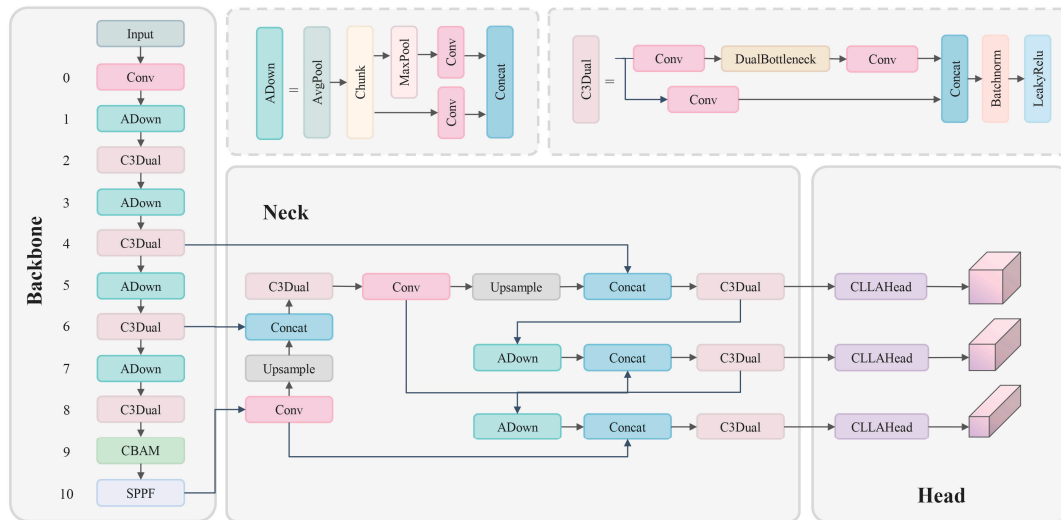 Backbone
Input
0
Conv
1
ADown
2
C3Dual
3
ADown
4
C3Dual
5
ADown
6
C3Dual
7
ADown
8
C3Dual
9
CBAM
10
SPPF
ADown
=
AvgPool
Chunk
MaxPool
Conv
Conv
Concat
C3Dual
=
Conv
DualBottleneck
Conv
Conv
Concat
Batchnorm
LeakyRelu
Neck
C3Dual
Conv
Upsample
Concat
C3Dual
Concat
Upsample
Conv
ADown
Concat
C3Dual
ADown
Concat
C3Dual
CLLAHead
CLLAHead
CLLAHead
Head